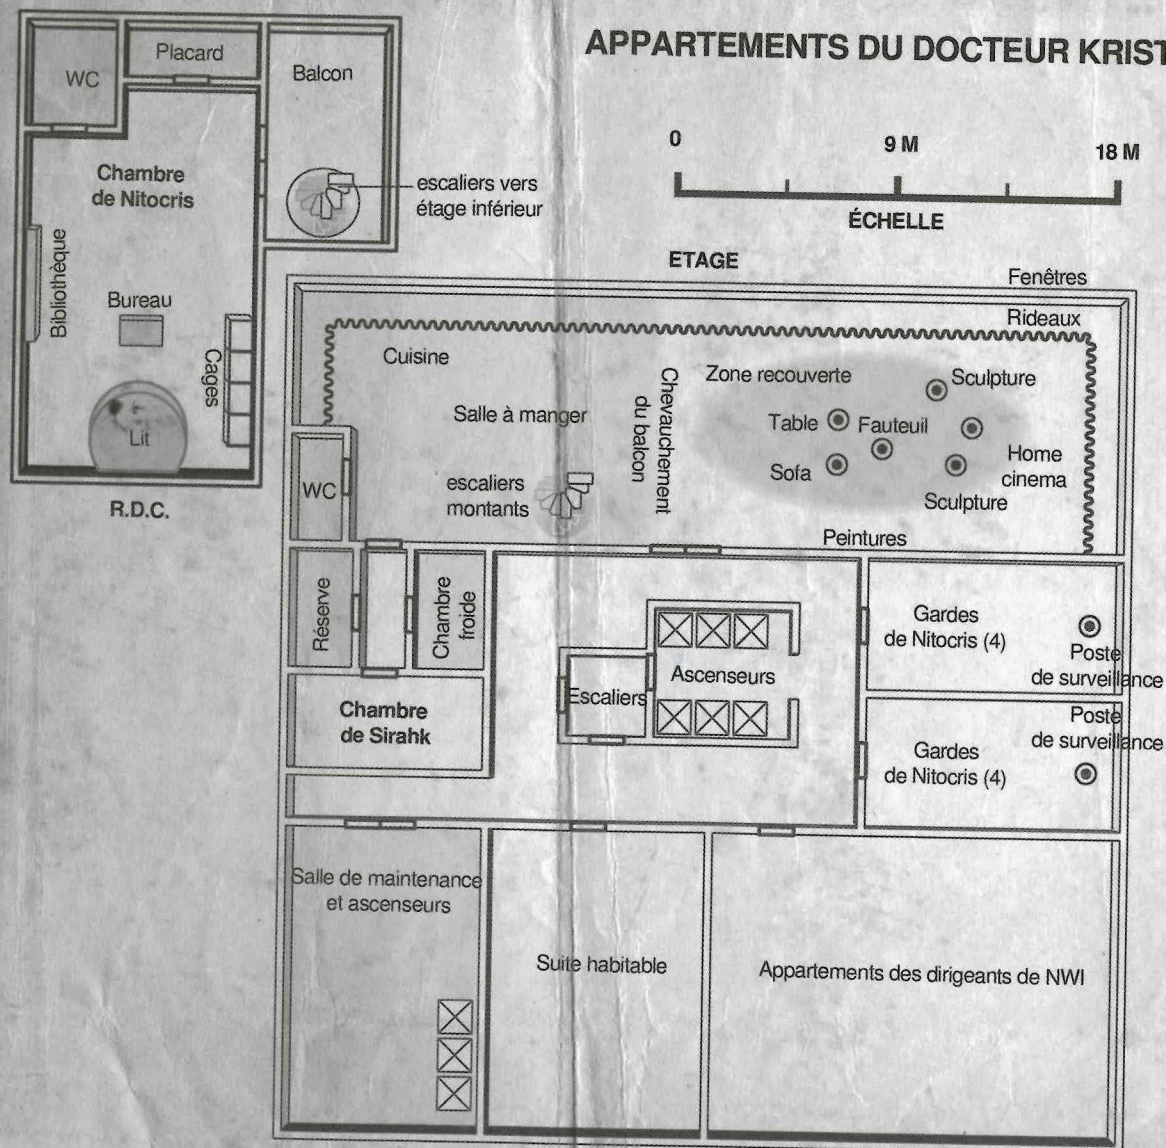 APPARTEMENTS DU DOCTEUR KRIST
0
9 M
18 M
ÉCHELLE
WC
Placard
Balcon
Chambre
de Nitocris
escaliers vers
étage inférieur
Bibliothèque
Bureau
Cages
Lit
R.D.C.
ETAGE
Fenêtres
Rideaux
Cuisine
Salle à manger
escaliers
montants
Chevauchement
du balcon
Zone recouverte
Sculpture
Table
Fauteuil
Sofa
Home
cinema
Sculpture
WC
Peintures
Réserve
Chambre
froide
Chambre
de Sirahk
Escaliers
Ascenseurs
Gardes
de Nitocris (4)
Poste
de surveillance
Gardes
de Nitocris (4)
Poste
de surveillance
Salle de maintenance
et ascenseurs
Suite habitable
Appartements des dirigeants de NWI